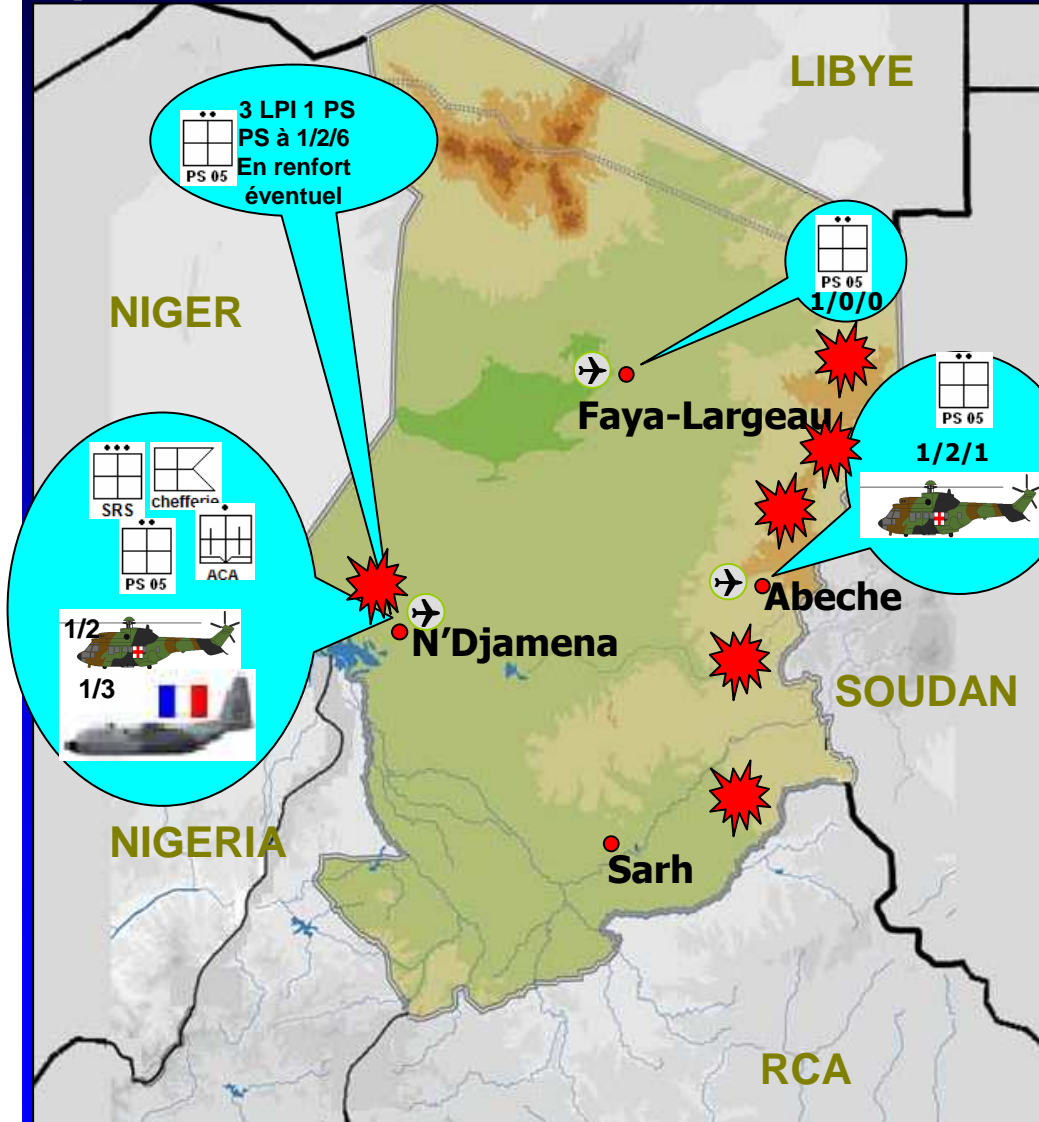 LIBYE
3 LPI 1 PS
PS à 1/2/6
En renfort
éventuel
PS 05
PS 05
1/0/0
NIGER
Faya-Largeau
PS 05
1/2/1
SRS
chefferie
PS 05
ACA
1/2
1/3
Abeche
N'Djamena
SOUDAN
NIGERIA
Sarh
RCA